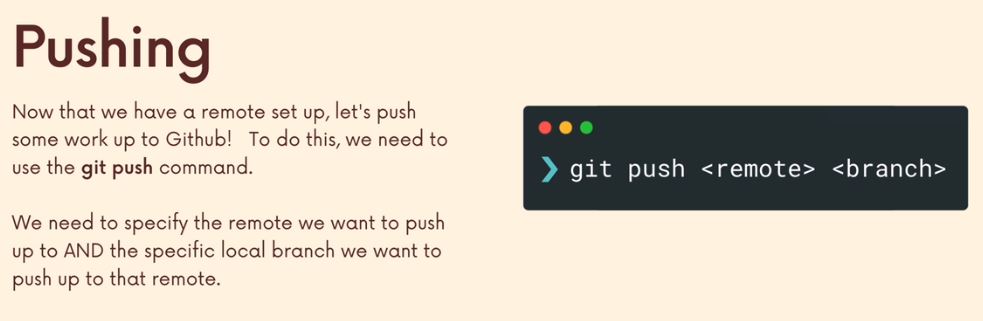 Pushing
Now that we have a remote set up, let's push
some work up to Github!   To do this, we need to
use the git push command.
We need to specify the remote we want to push
up to AND the specific local branch we want to
push up to that remote.
❯ git push <remote> <branch>